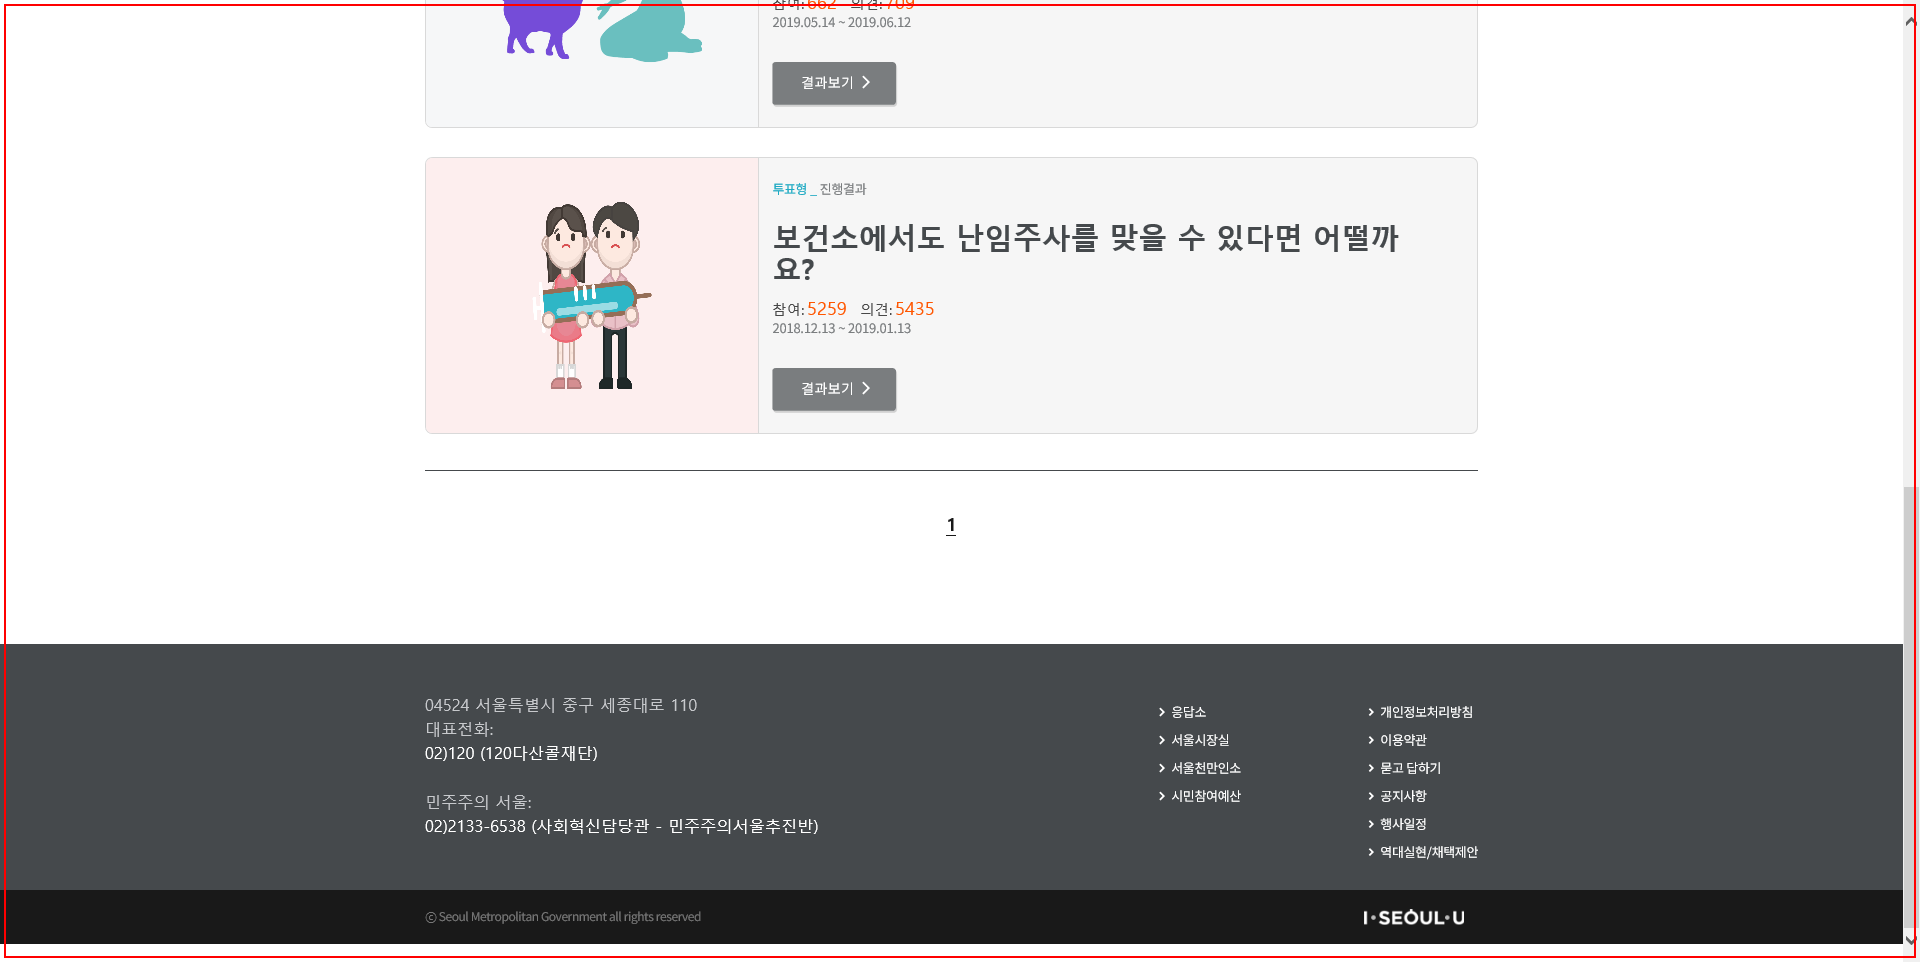 참여: 662 의견: 709
2019.05.14 ~ 2019.06.12
결과보기
투표형 _ 진행결과
보건소에서도 난임주사를 맞을 수 있다면 어떨까
요?
참여: 5259 의견: 5435
2018.12.13 ~ 2019.01.13
결과보기
1
04524 서울특별시 중구 세종대로 110
대표전화:
02)120 (120다산콜재단)
민주주의 서울:
02)2133-6538 (사회혁신담당관 - 민주주의서울추진반)
응답소
서울시장실
서울천만인소
시민참여예산
개인정보처리방침
이용약관
묻고 답하기
공지사항
행사일정
역대실현/채택제안
ⓒ Seoul Metropolitan Government all rights reserved
I·SEOUL·U